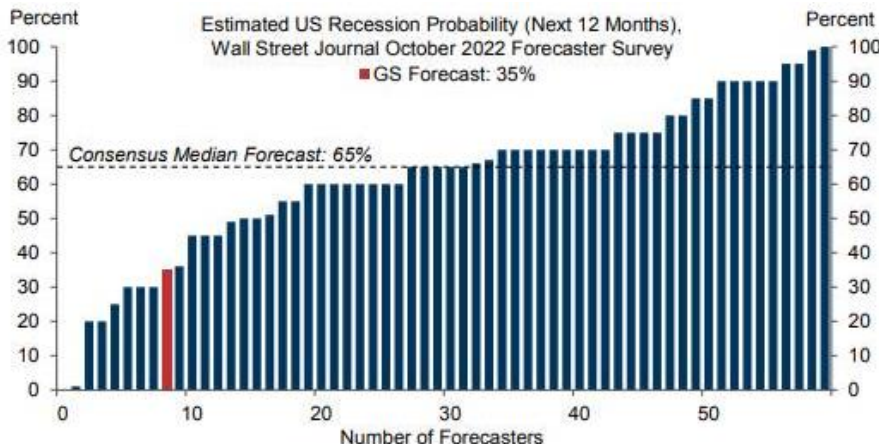 Percent
Percent
Estimated US Recession Probability (Next 12 Months),
Wall Street Journal October 2022 Forecaster Survey
GS Forecast: 35%
Consensus Median Forecast: 65%
100
90
80
70
60
50
40
30
20
10
0
100
90
80
70
60
50
40
30
20
10
0
0 10 20 30 40 50
Number of Forecasters